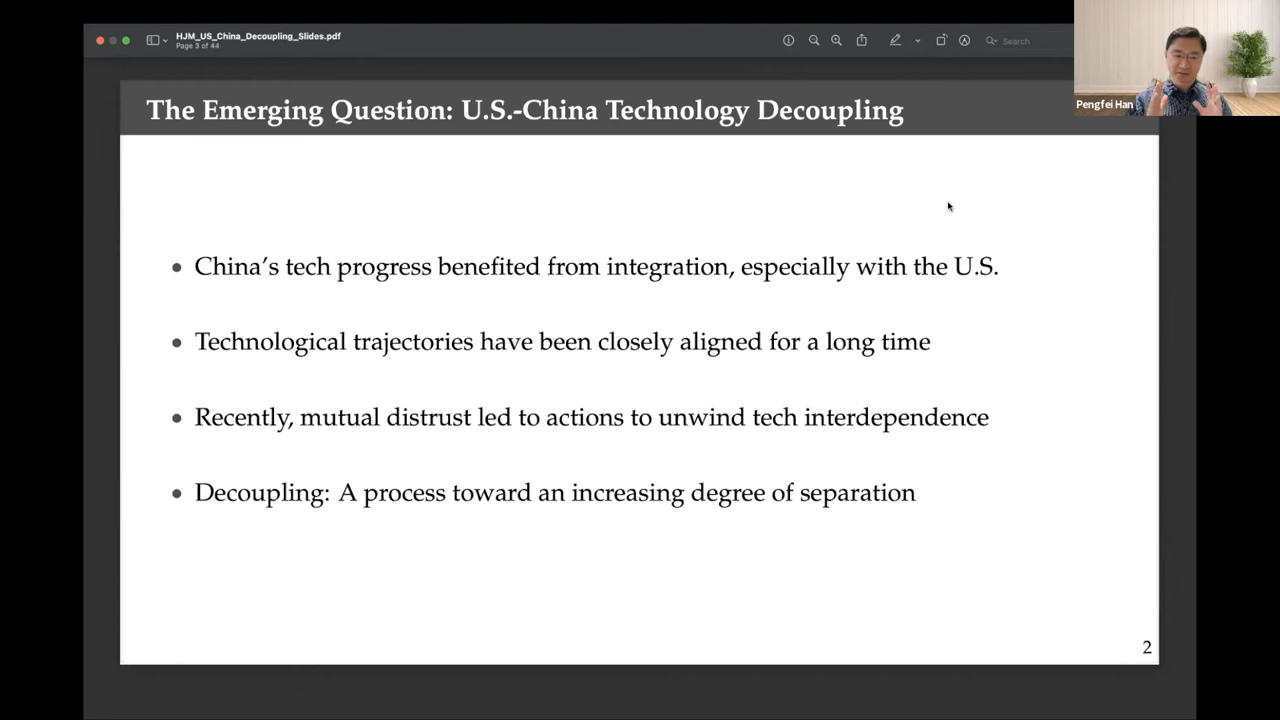 HJM_US_China_Decoupling_Slides.pdf
Page 3 of 44
Search
Pengfei Han
The Emerging Question: U.S.-China Technology Decoupling
• China's tech progress benefited from integration, especially with the U.S.
• Technological trajectories have been closely aligned for a long time
• Recently, mutual distrust led to actions to unwind tech interdependence
• Decoupling: A process toward an increasing degree of separation
2